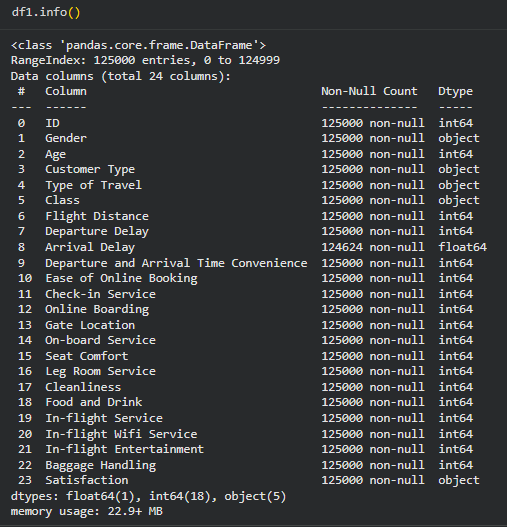 df1.info()
<class 'pandas.core.frame.DataFrame'>
RangeIndex: 125000 entries, 0 to 124999
Data columns (total 24 columns):
 #   Column                             Non-Null Count   Dtype
---  ------                             --------------   -----
 0   ID                                 125000 non-null  int64
 1   Gender                             125000 non-null  object
 2   Age                                125000 non-null  int64
 3   Customer Type                      125000 non-null  object
 4   Type of Travel                     125000 non-null  object
 5   Class                              125000 non-null  object
 6   Flight Distance                    125000 non-null  int64
 7   Departure Delay                    125000 non-null  int64
 8   Arrival Delay                      124624 non-null  float64
 9   Departure and Arrival Time Convenience  125000 non-null  int64
 10  Ease of Online Booking             125000 non-null  int64
 11  Check-in Service                   125000 non-null  int64
 12  Online Boarding                    125000 non-null  int64
 13  Gate Location                      125000 non-null  int64
 14  On-board Service                   125000 non-null  int64
 15  Seat Comfort                       125000 non-null  int64
 16  Leg Room Service                   125000 non-null  int64
 17  Cleanliness                        125000 non-null  int64
 18  Food and Drink                     125000 non-null  int64
 19  In-flight Service                  125000 non-null  int64
 20  In-flight Wifi Service             125000 non-null  int64
 21  In-flight Entertainment            125000 non-null  int64
 22  Baggage Handling                   125000 non-null  int64
 23  Satisfaction                       125000 non-null  object
dtypes: float64(1), int64(18), object(5)
memory usage: 22.9+ MB